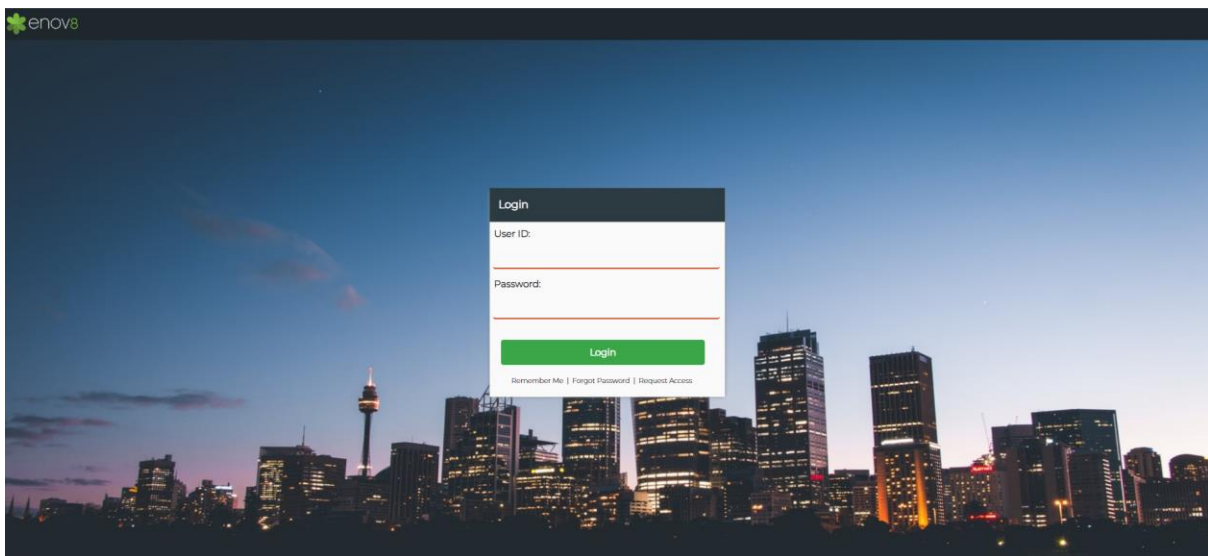 enov8
Login
User ID:
Password:
Login
Remember Me | Forgot Password | Request Access